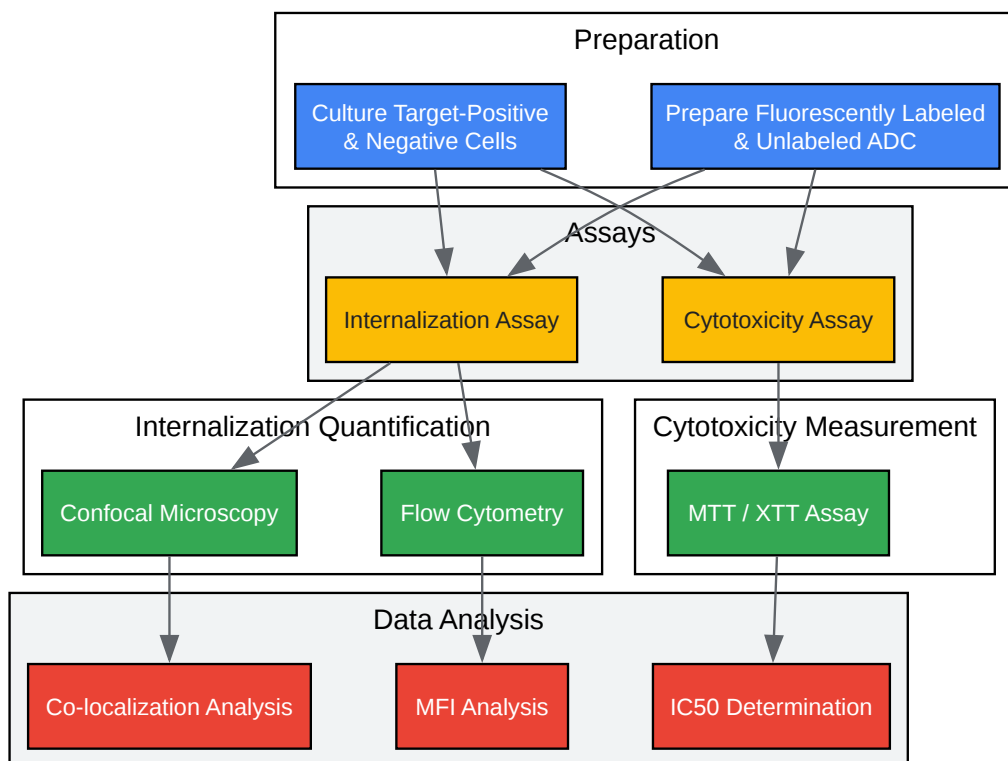 Preparation
Culture Target-Positive
& Negative Cells
Prepare Fluorescently Labeled
& Unlabeled ADC
Assays
Internalization Assay
Cytotoxicity Assay
Internalization Quantification
Cytotoxicity Measurement
Confocal Microscopy
Flow Cytometry
MTT / XTT Assay
Data Analysis
Co-localization Analysis
MFI Analysis
IC50 Determination